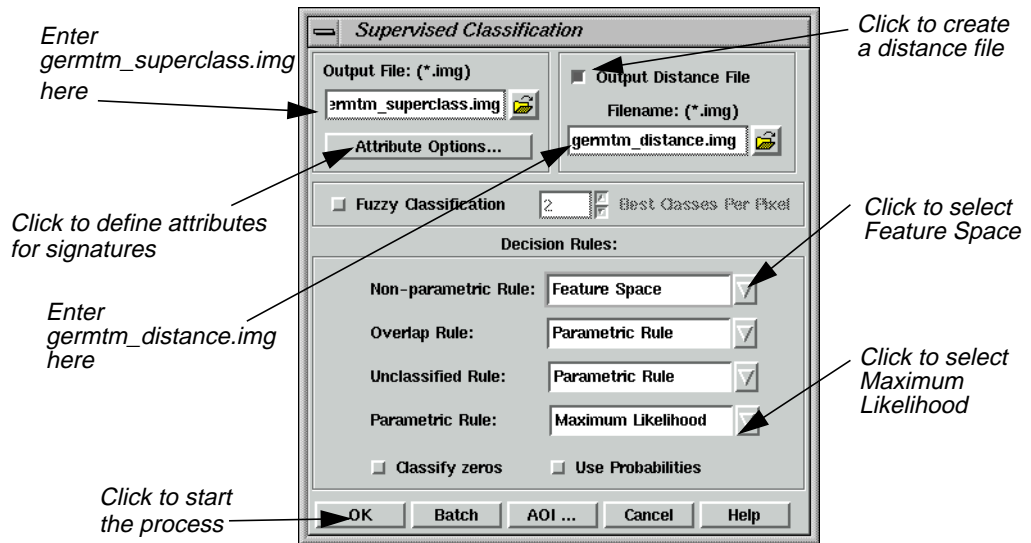 Enter
germtm_superclass.img
here
Supervised Classification
Click to create
a distance file
Output File: (*.img)
ermtm_superclass.img
Attribute Options...
Output Distance File
Filename: (*.img)
germtm_distance.img
Click to define attributes
for signatures
Fuzzy Classification
2
Best Classes Per Pixel
Click to select
Feature Space
Decision Rules:
Non-parametric Rule: Feature Space
Enter
germtm_distance.img
here
Overlap Rule: Parametric Rule
Unclassified Rule: Parametric Rule
Click to select
Maximum
Likelihood
Parametric Rule: Maximum Likelihood
Classify zeros
Use Probabilities
Click to start
the process
OK
Batch
AOI ...
Cancel
Help